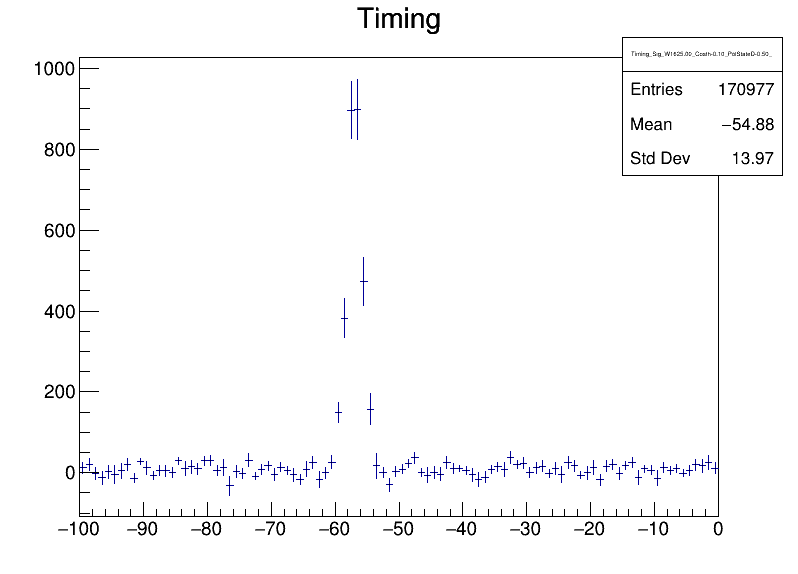 Timing
Timing_Sig_W1625.00_Costh-0.10_PolStateD-0.50_
Entries 170977
Mean −54.88
Std Dev 13.97
1000
800
600
400
200
0
−100 −90 −80 −70 −60 −50 −40 −30 −20 −10 0